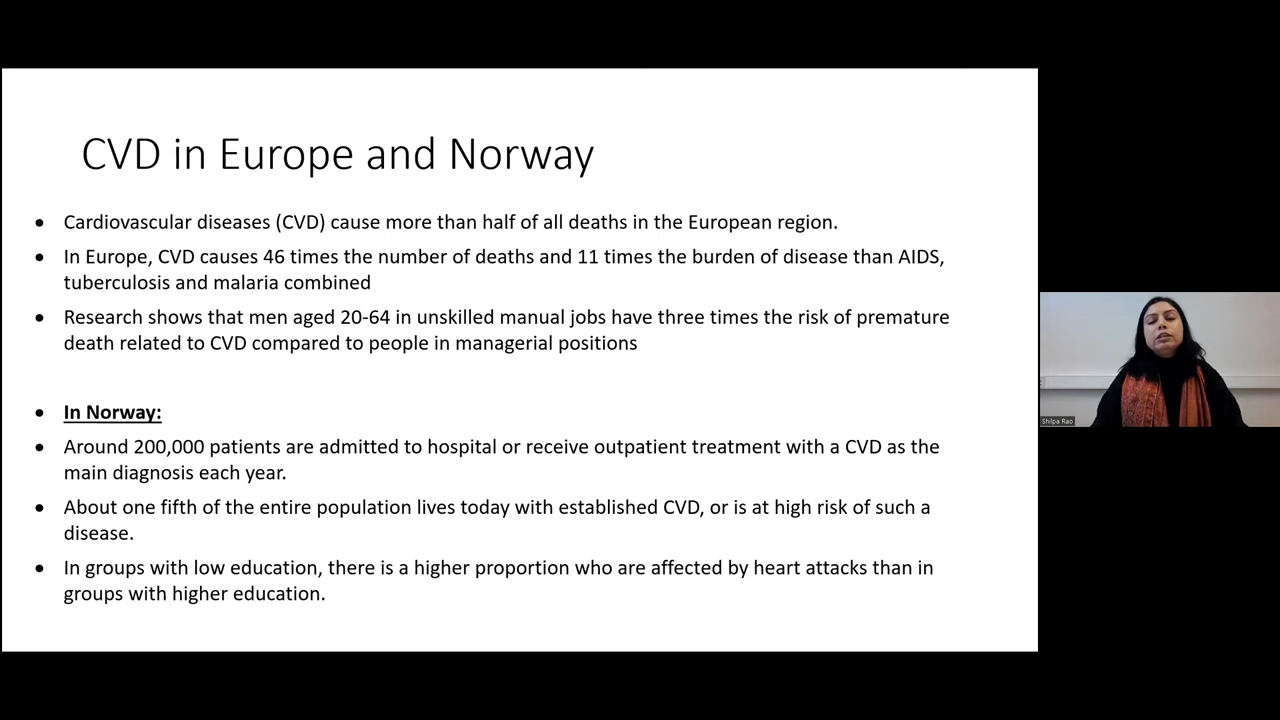 CVD in Europe and Norway
• Cardiovascular diseases (CVD) cause more than half of all deaths in the European region.
• In Europe, CVD causes 46 times the number of deaths and 11 times the burden of disease than AIDS,
tuberculosis and malaria combined
• Research shows that men aged 20-64 in unskilled manual jobs have three times the risk of premature
death related to CVD compared to people in managerial positions
• In Norway:
• Around 200,000 patients are admitted to hospital or receive outpatient treatment with a CVD as the
main diagnosis each year.
• About one fifth of the entire population lives today with established CVD, or is at high risk of such a
disease.
• In groups with low education, there is a higher proportion who are affected by heart attacks than in
groups with higher education.
Shilpa Rao